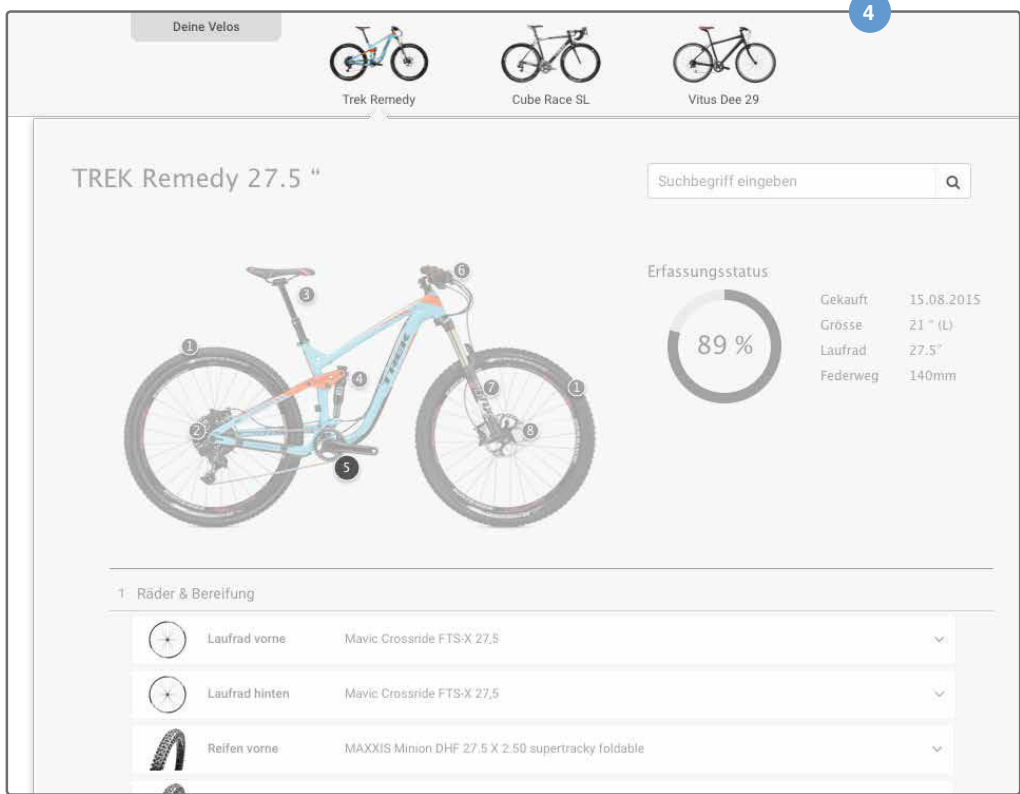 4
Deine Velos
Trek Remedy
Cube Race SL
Vitus Dee 29
TREK Remedy 27.5 “
Suchbegriff eingeben
Erfassungsstatus
89 %
Gekauft 15.08.2015
Grösse 21 " (L)
Laufrad 27.5"
Federweg 140mm
6
3
1
4
TREK
7
1
2
8
5
1 Räder & Bereifung
Laufrad vorne Mavic Crossride FTS-X 27,5
Laufrad hinten Mavic Crossride FTS-X 27,5
Reifen vorne MAXXIS Minion DHF 27.5 X 2.50 supertracky foldable